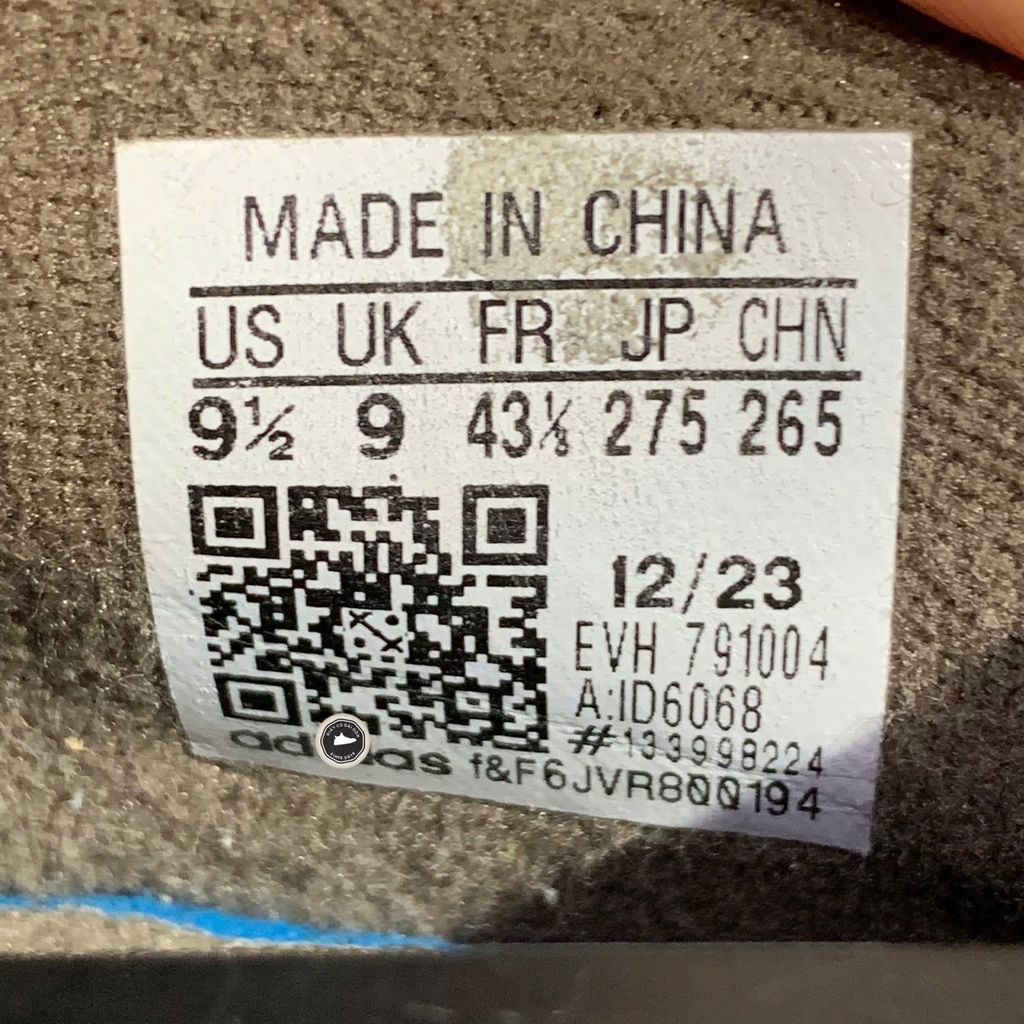 MADE IN CHINA
US UK FR JP CHN
9½ 9 43⅓ 275 265
12/23
EVH 791004
A:ID6068
#133998224
adidas f&F6JVR800194